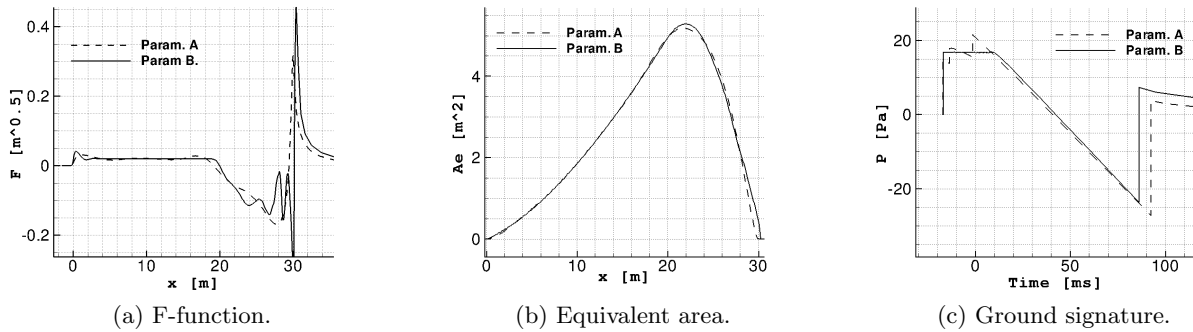 0.4
0.2
0
-0.2
F [m^0.5]
Param. A
Param B.
0
10
20
30
x [m]
(a) F-function.
4
2
0
Ae [m^2]
Param. A
Param. B
0
10
20
30
x [m]
(b) Equivalent area.
20
0
-20
P [Pa]
Param. A
Param. B
0
50
100
Time [ms]
(c) Ground signature.